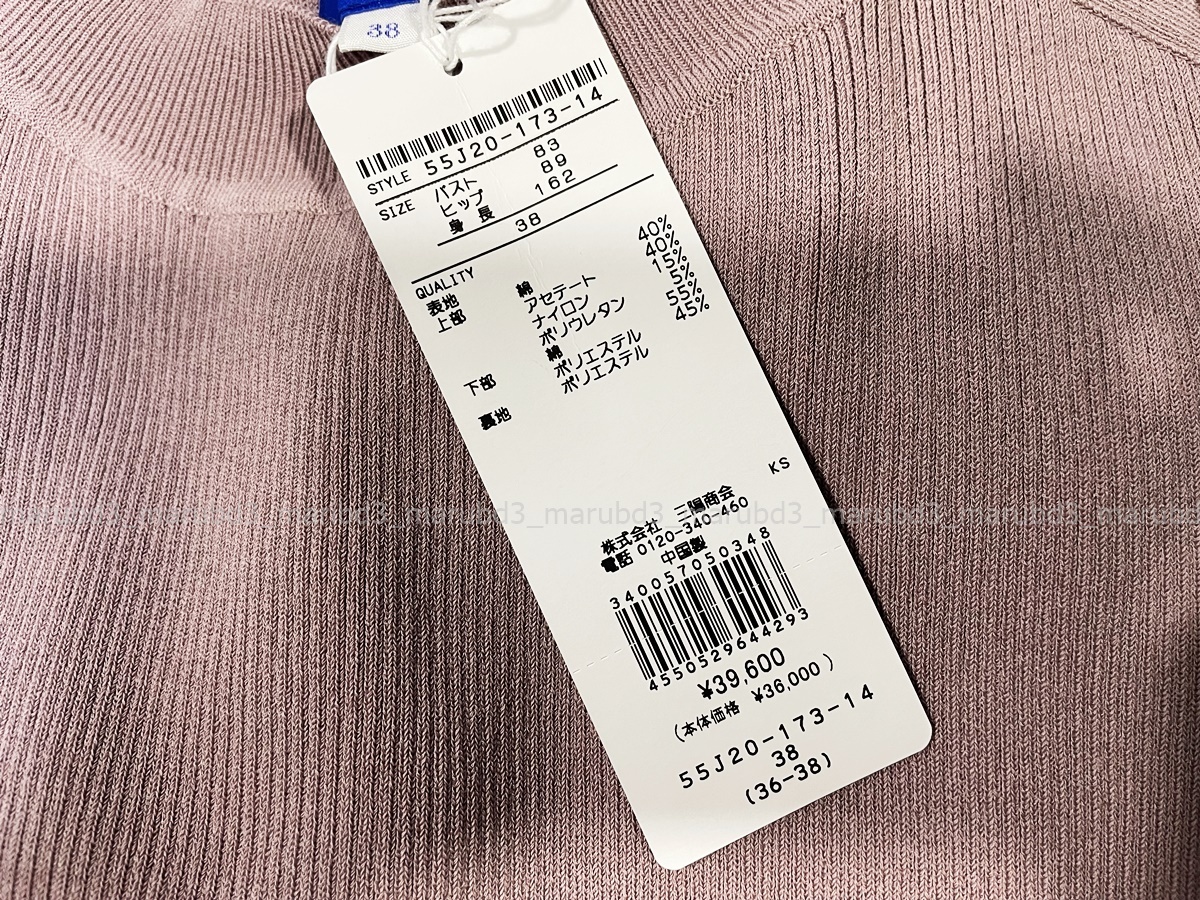 38
STYLE 55J20-173-14
SIZE バスト 83
ヒップ 89
身長 162
38
QUALITY
表地
上部 綿 40%
アセテート 40%
ナイロン 15%
ポリウレタン 5%
下部 綿 55%
ポリエステル 45%
裏地 ポリエステル
KS
株式会社 三陽商会
電話 0120-340-460
中国製
340057050348
marubd3_marubd3_marubd3_marubd3_marubd3
4550529644293
¥39,600
(本体価格 ¥36,000)
55J20-173-14
38
(36-38)